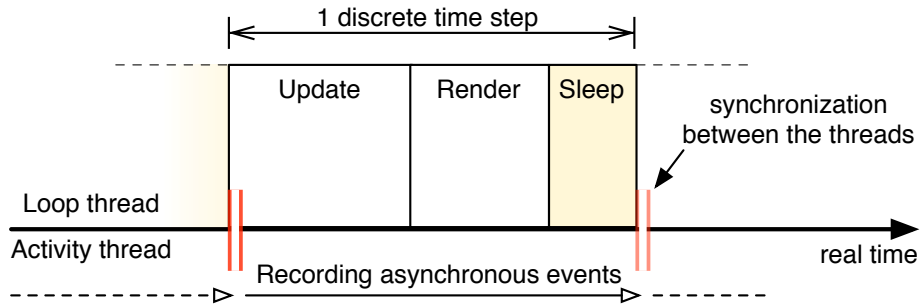 1 discrete time step
Update
Render
Sleep
synchronization
between the threads
Loop thread
Activity thread
real time
Recording asynchronous events